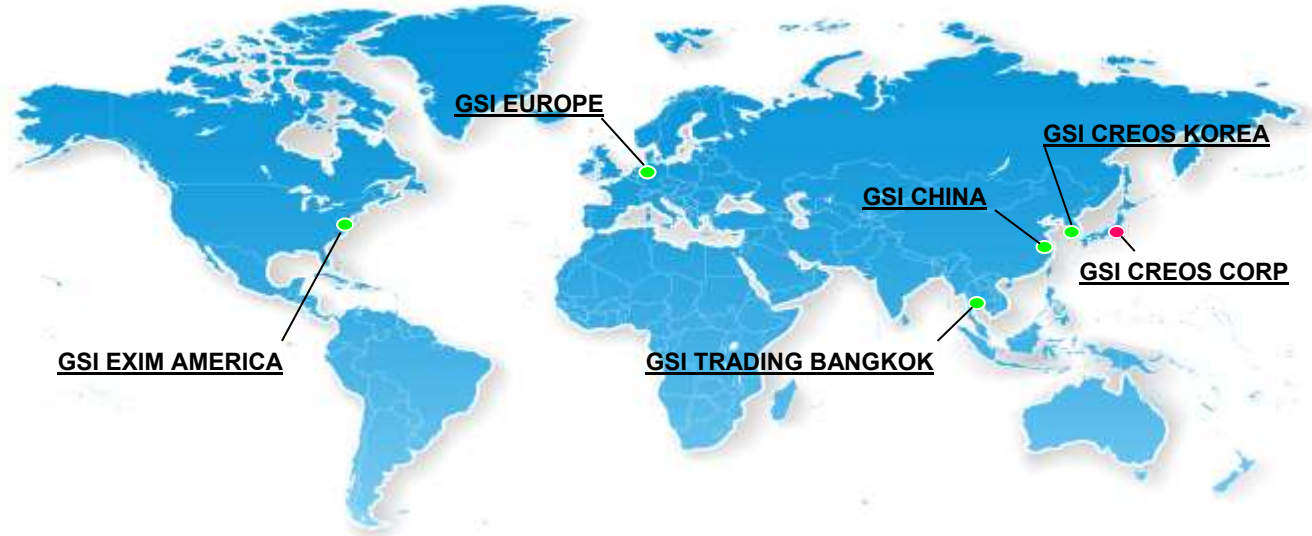 GSI EUROPE
GSI CREOS KOREA
GSI CHINA
GSI CREOS CORP
GSI EXIM AMERICA
GSI TRADING BANGKOK